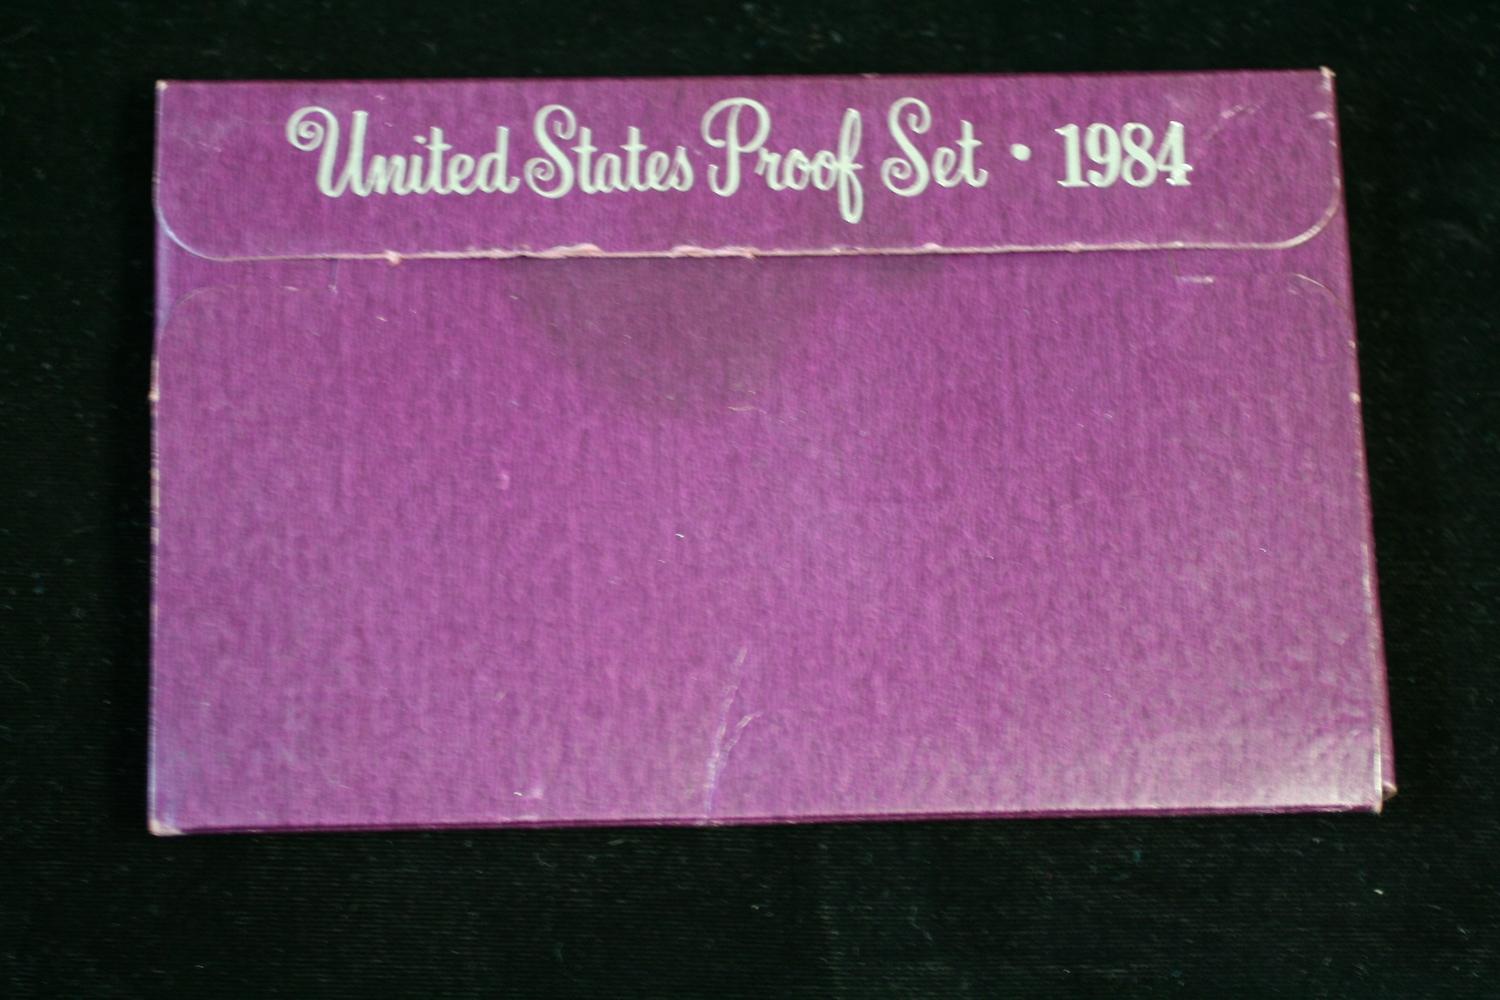 United States Proof Set • 1984